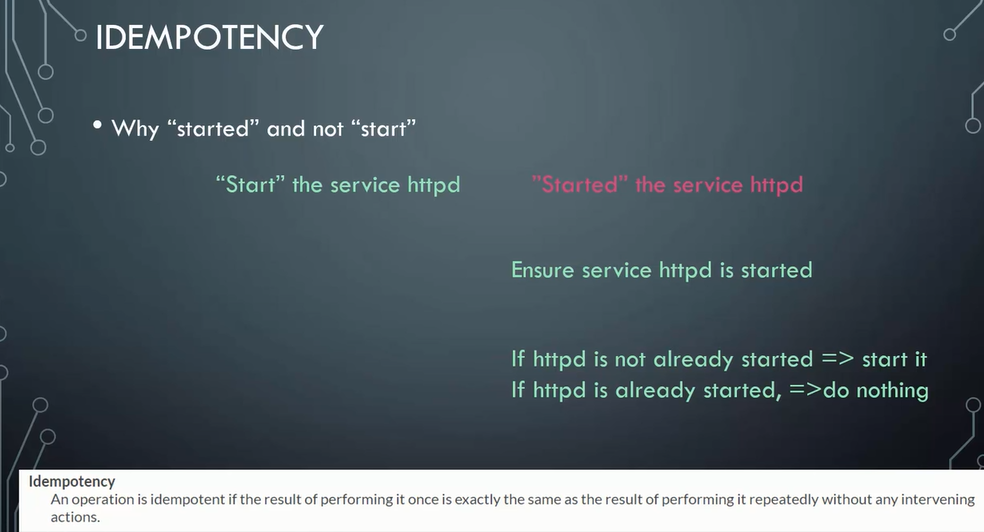 IDEMPOTENCY
• Why “started” and not “start”
“Start” the service httpd
”Started” the service httpd
Ensure service httpd is started
If httpd is not already started => start it
If httpd is already started, =>do nothing
Idempotency
An operation is idempotent if the result of performing it once is exactly the same as the result of performing it repeatedly without any intervening
actions.